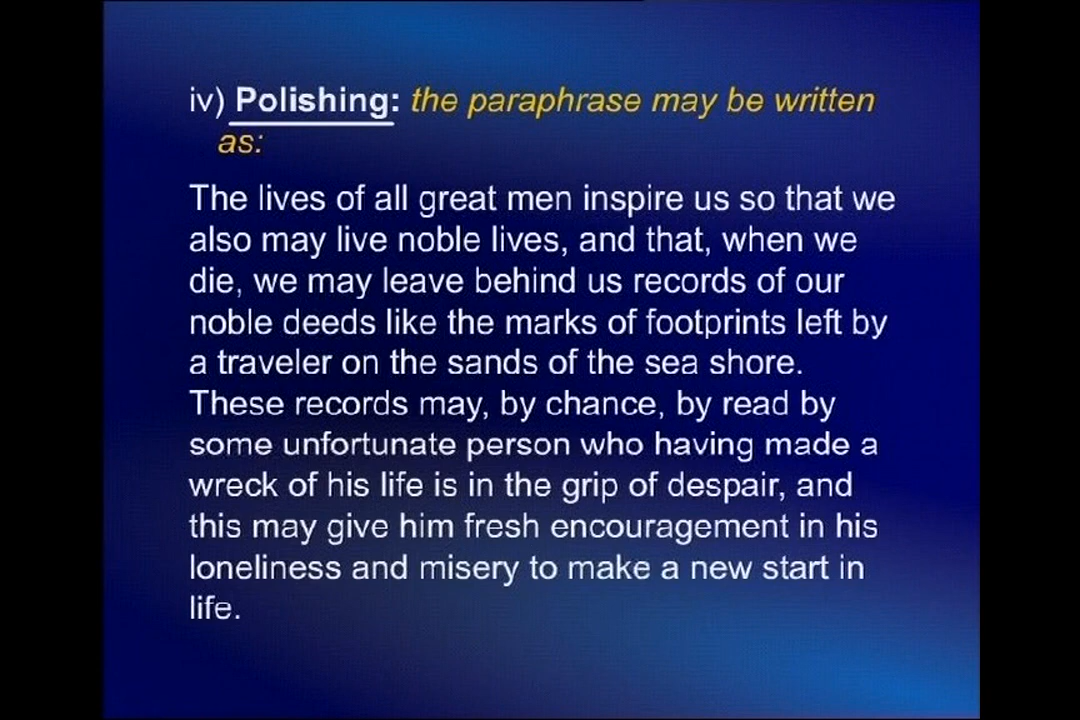 iv) Polishing: the paraphrase may be written
as:
The lives of all great men inspire us so that we
also may live noble lives, and that, when we
die, we may leave behind us records of our
noble deeds like the marks of footprints left by
a traveler on the sands of the sea shore.
These records may, by chance, by read by
some unfortunate person who having made a
wreck of his life is in the grip of despair, and
this may give him fresh encouragement in his
loneliness and misery to make a new start in
life.